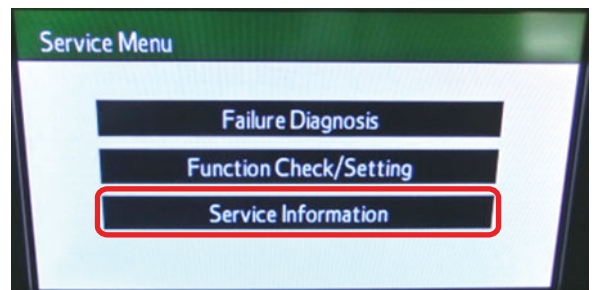 Service Menu
Failure Diagnosis
Function Check/Setting
Service Information